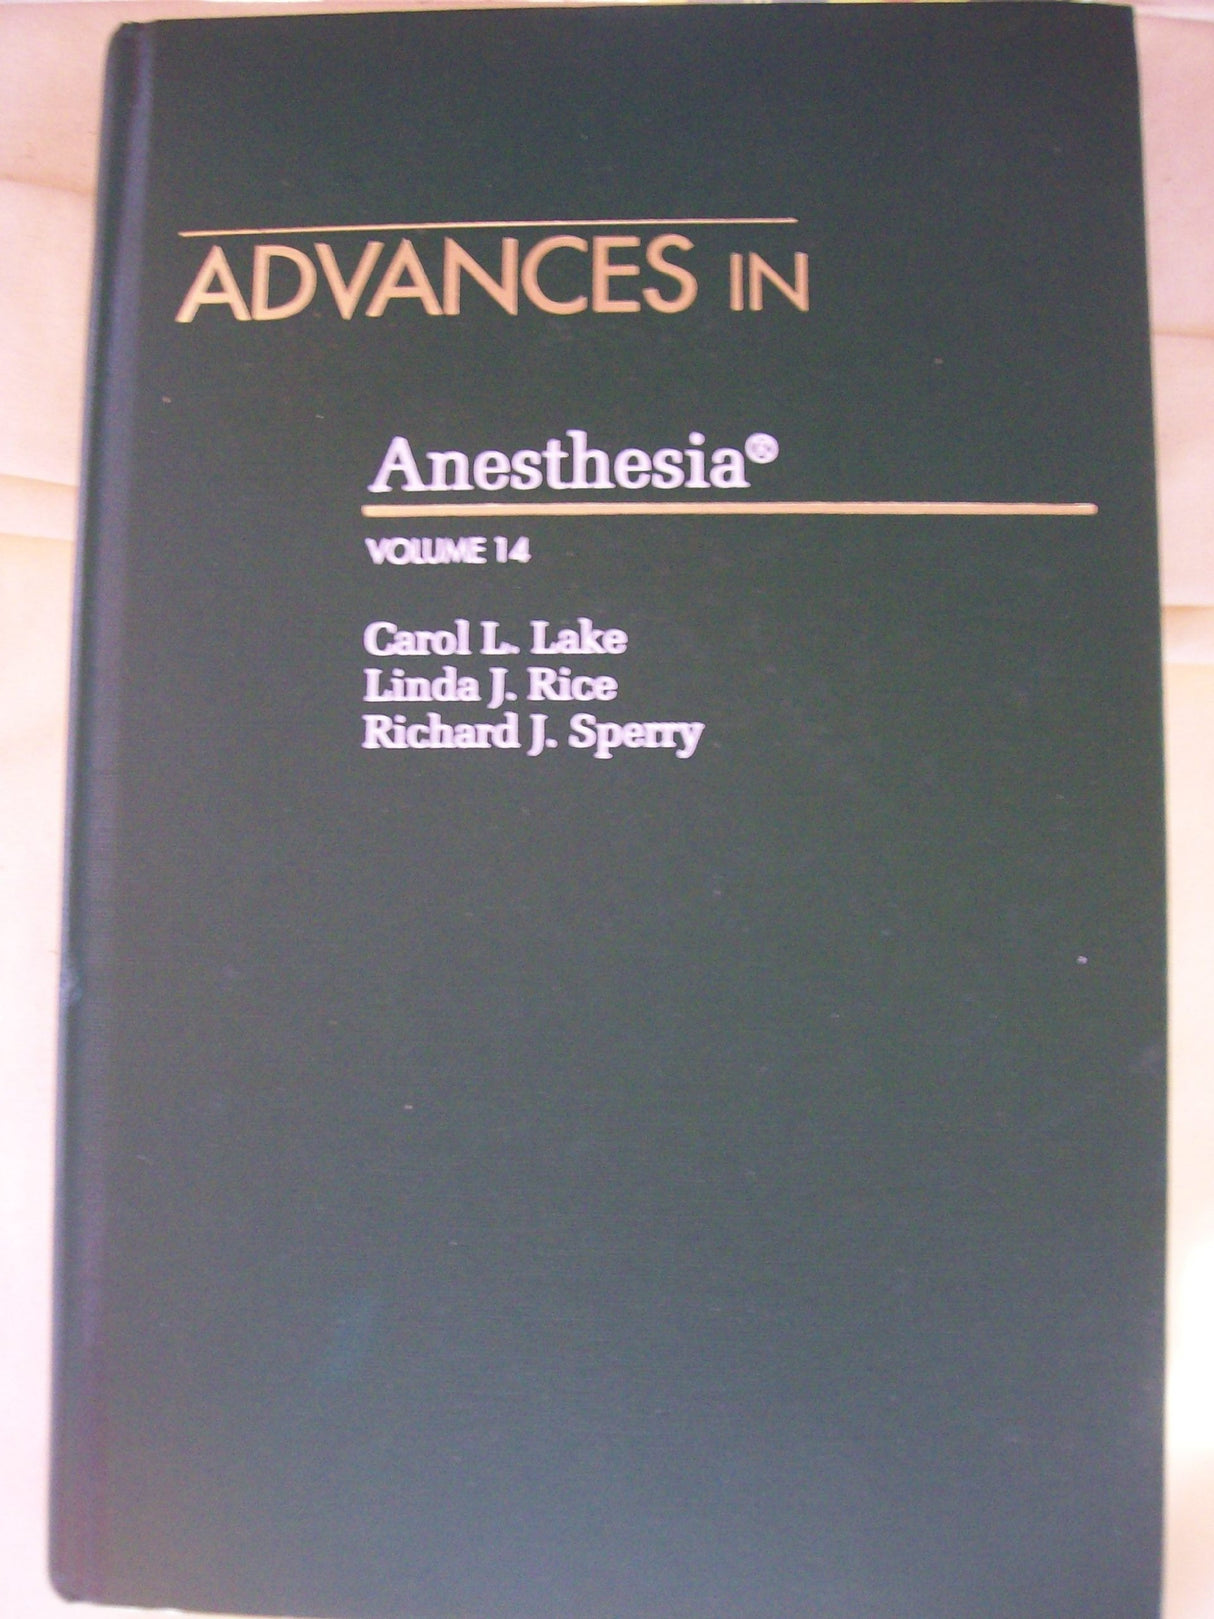 ADVANCES IN
Anesthesia®
VOLUME 14
Carol L. Lake
Linda J. Rice
Richard J. Sperry